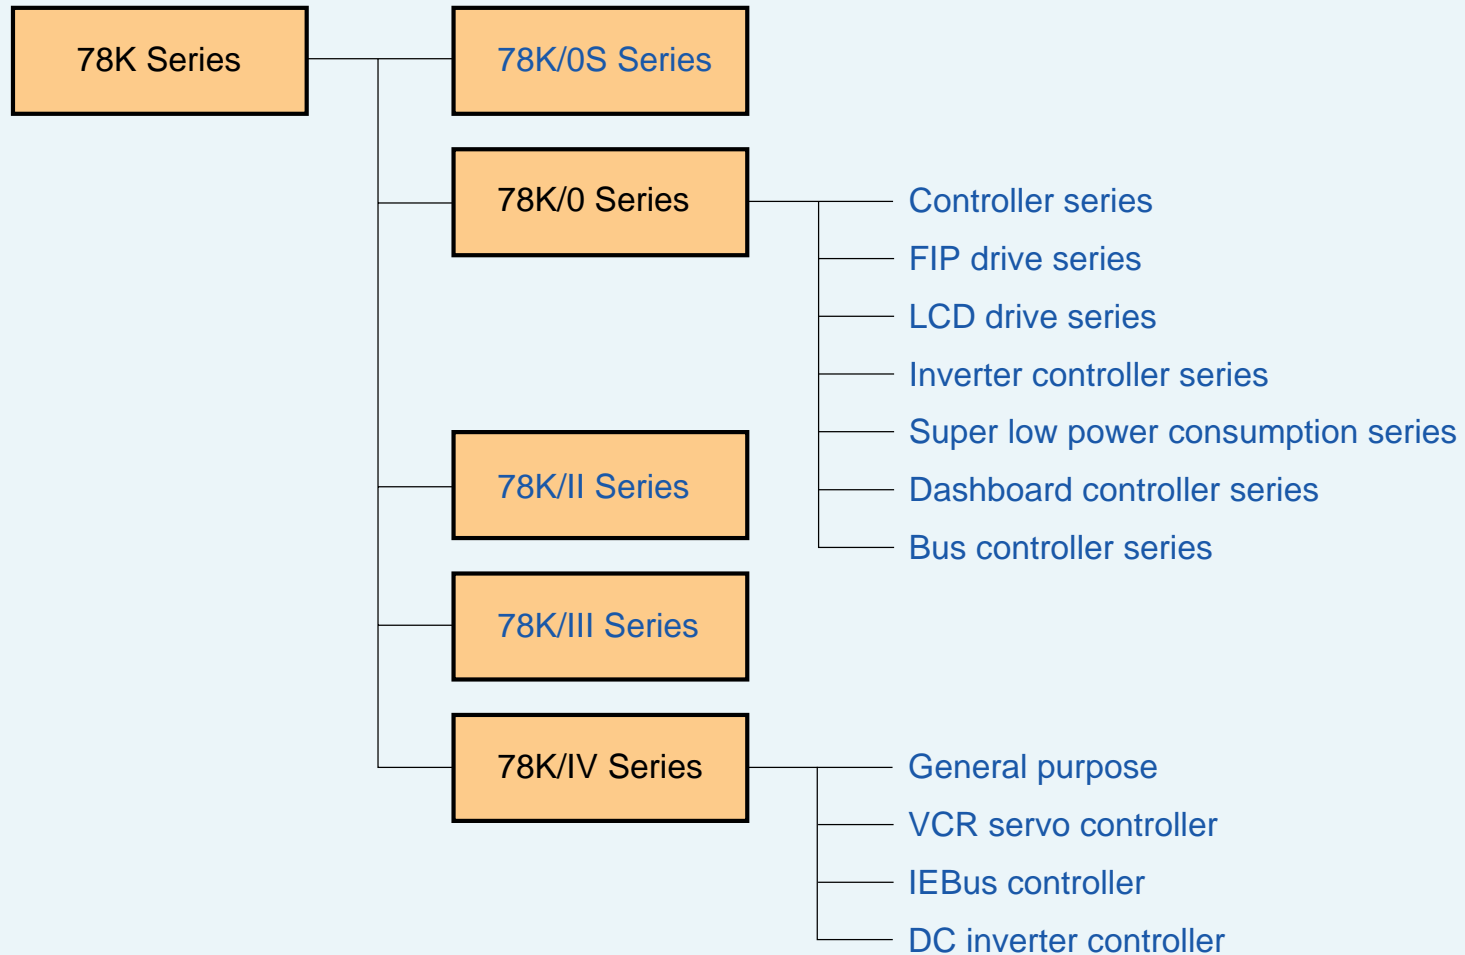 78K Series
78K/0S Series
78K/0 Series
Controller series
FIP drive series
LCD drive series
Inverter controller series
Super low power consumption series
Dashboard controller series
Bus controller series
78K/II Series
78K/III Series
78K/IV Series
General purpose
VCR servo controller
IEBus controller
DC inverter controller